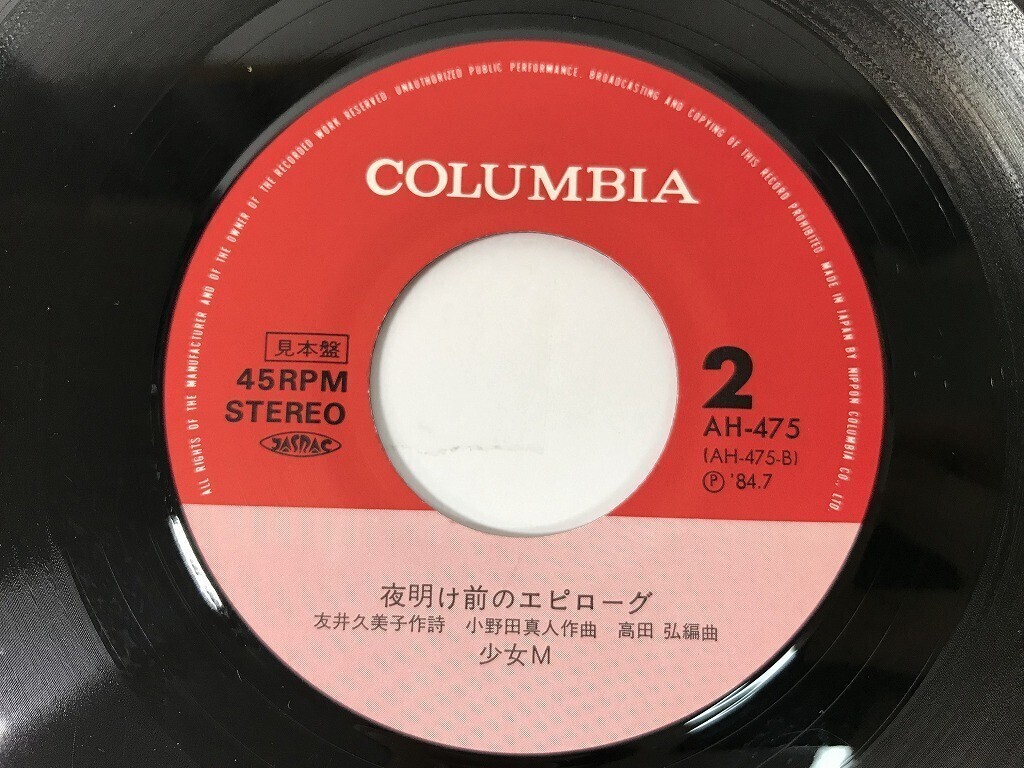 ALL RIGHTS OF THE MANUFACTURER AND OF THE OWNER OF THE RECORDED WORK RESERVED. UNAUTHORIZED PUBLIC PERFORMANCE, BROADCASTING AND COPYING OF THIS RECORD PROHIBITED. MADE IN JAPAN BY NIPPON COLUMBIA CO., LTD.
COLUMBIA
見本盤
45RPM
STEREO
JASRAC
2
AH-475
(AH-475-B)
Ⓟ '84.7
夜明け前のエピローグ
友井久美子作詩 小野田真人作曲 高田 弘編曲
少女M